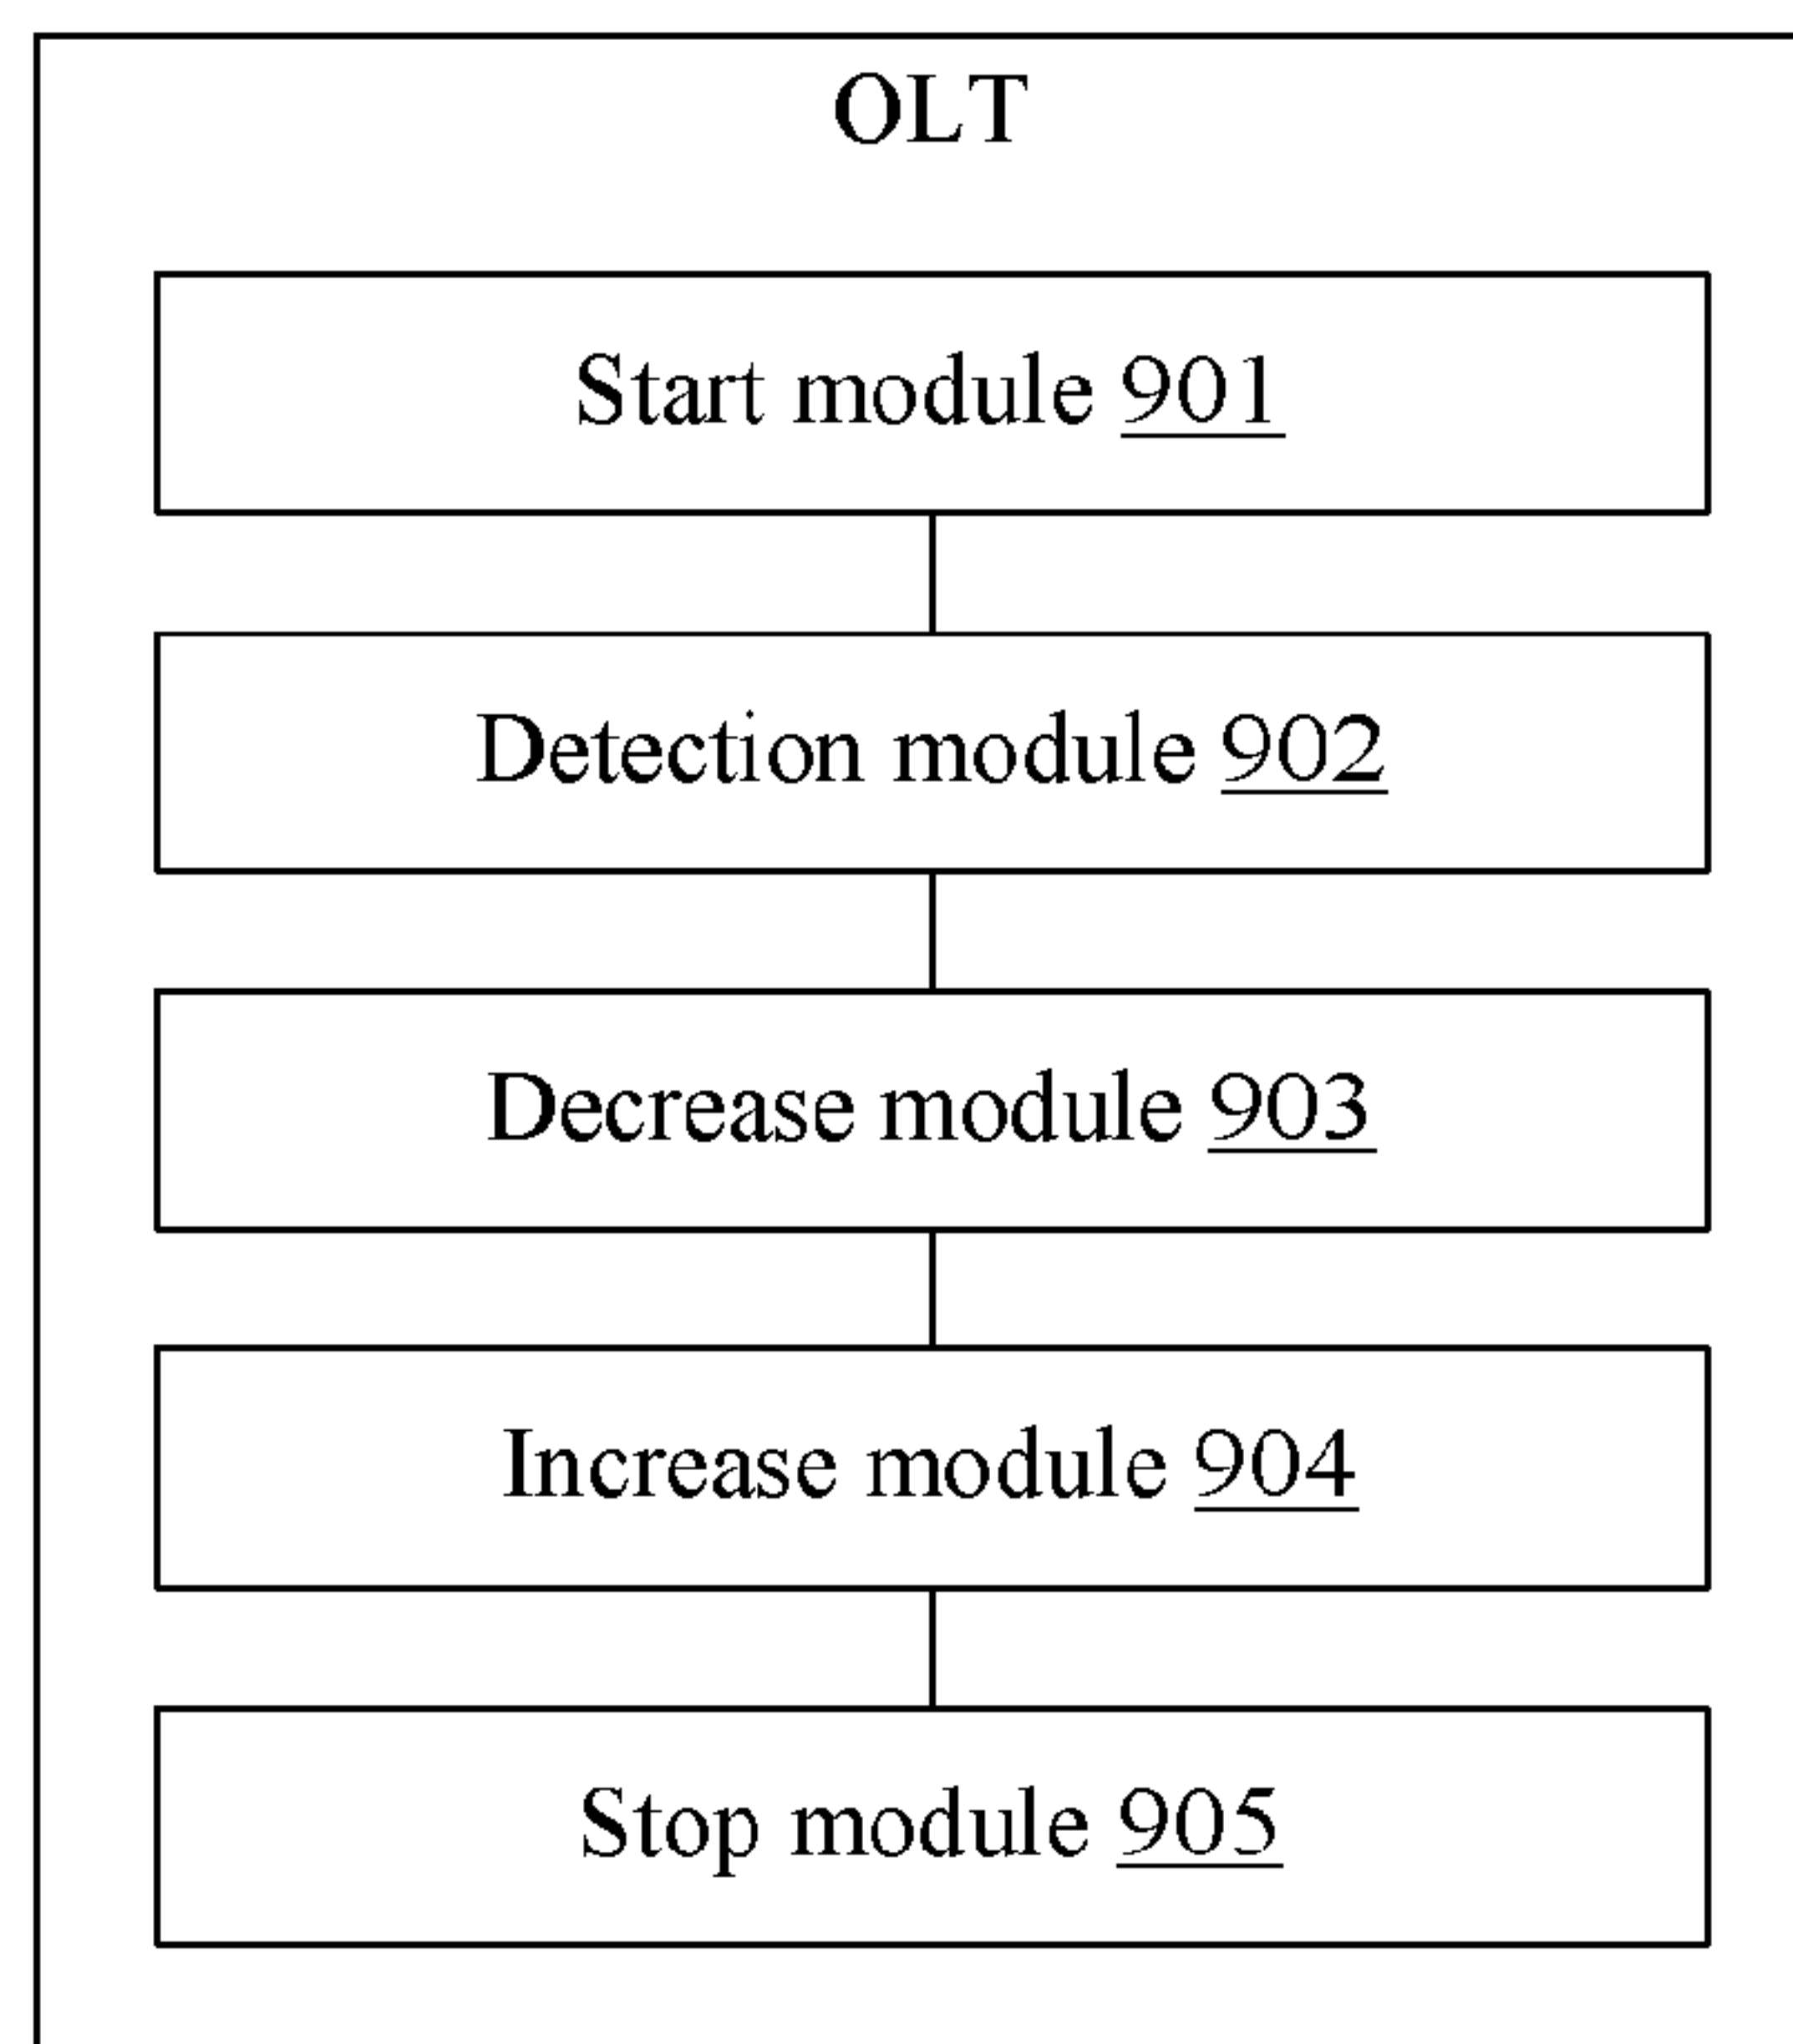 OLT
Start module 901
Detection module 902
Decrease module 903
Increase module 904
Stop module 905